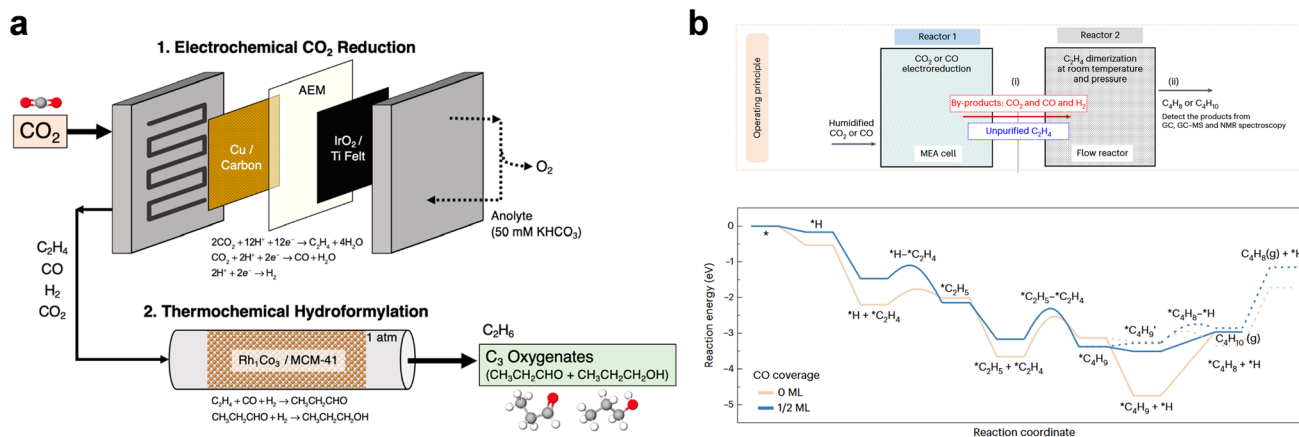 a
1. Electrochemical CO₂ Reduction
CO₂
Cu /
Carbon
AEM
IrO₂ /
Ti Felt
O₂
Anolyte
(50 mM KHCO₃)
2CO₂ + 12H⁺ + 12e⁻ → C₂H₄ + 4H₂O
CO₂ + 2H⁺ + 2e⁻ → CO + H₂O
2H⁺ + 2e⁻ → H₂
C₂H₄
CO
H₂
CO₂
2. Thermochemical Hydroformylation
1 atm
Rh₁Co₃ / MCM-41
C₂H₆
C₃ Oxygenates
(CH₃CH₂CHO + CH₃CH₂CH₂OH)
C₂H₄ + CO + H₂ → CH₃CH₂CHO
CH₃CH₂CHO + H₂ → CH₃CH₂CH₂OH
b
Operating principle
Reactor 1
Reactor 2
CO₂ or CO
electroreduction
(i)
C₂H₄ dimerization
at room temperature
and pressure
(ii)
By-products: CO₂ and CO and H₂
Unpurified C₂H₄
Humidified
CO₂ or CO
MEA cell
Flow reactor
C₄H₈ or C₄H₁₀
Detect the products from
GC, GC–MS and NMR spectroscopy
Reaction energy (eV)
0
−1
−2
−3
−4
−5
*
*H
*H + *C₂H₄
*H–*C₂H₄
*C₂H₅
*C₂H₅ + *C₂H₄
*C₂H₅–*C₂H₄
*C₄H₉
*C₄H₉'
*C₄H₉ + *H
*C₄H₈–*H
C₄H₈(g) + *H
C₄H₁₀(g)
*C₄H₈ + *H
CO coverage
0 ML
1/2 ML
Reaction coordinate